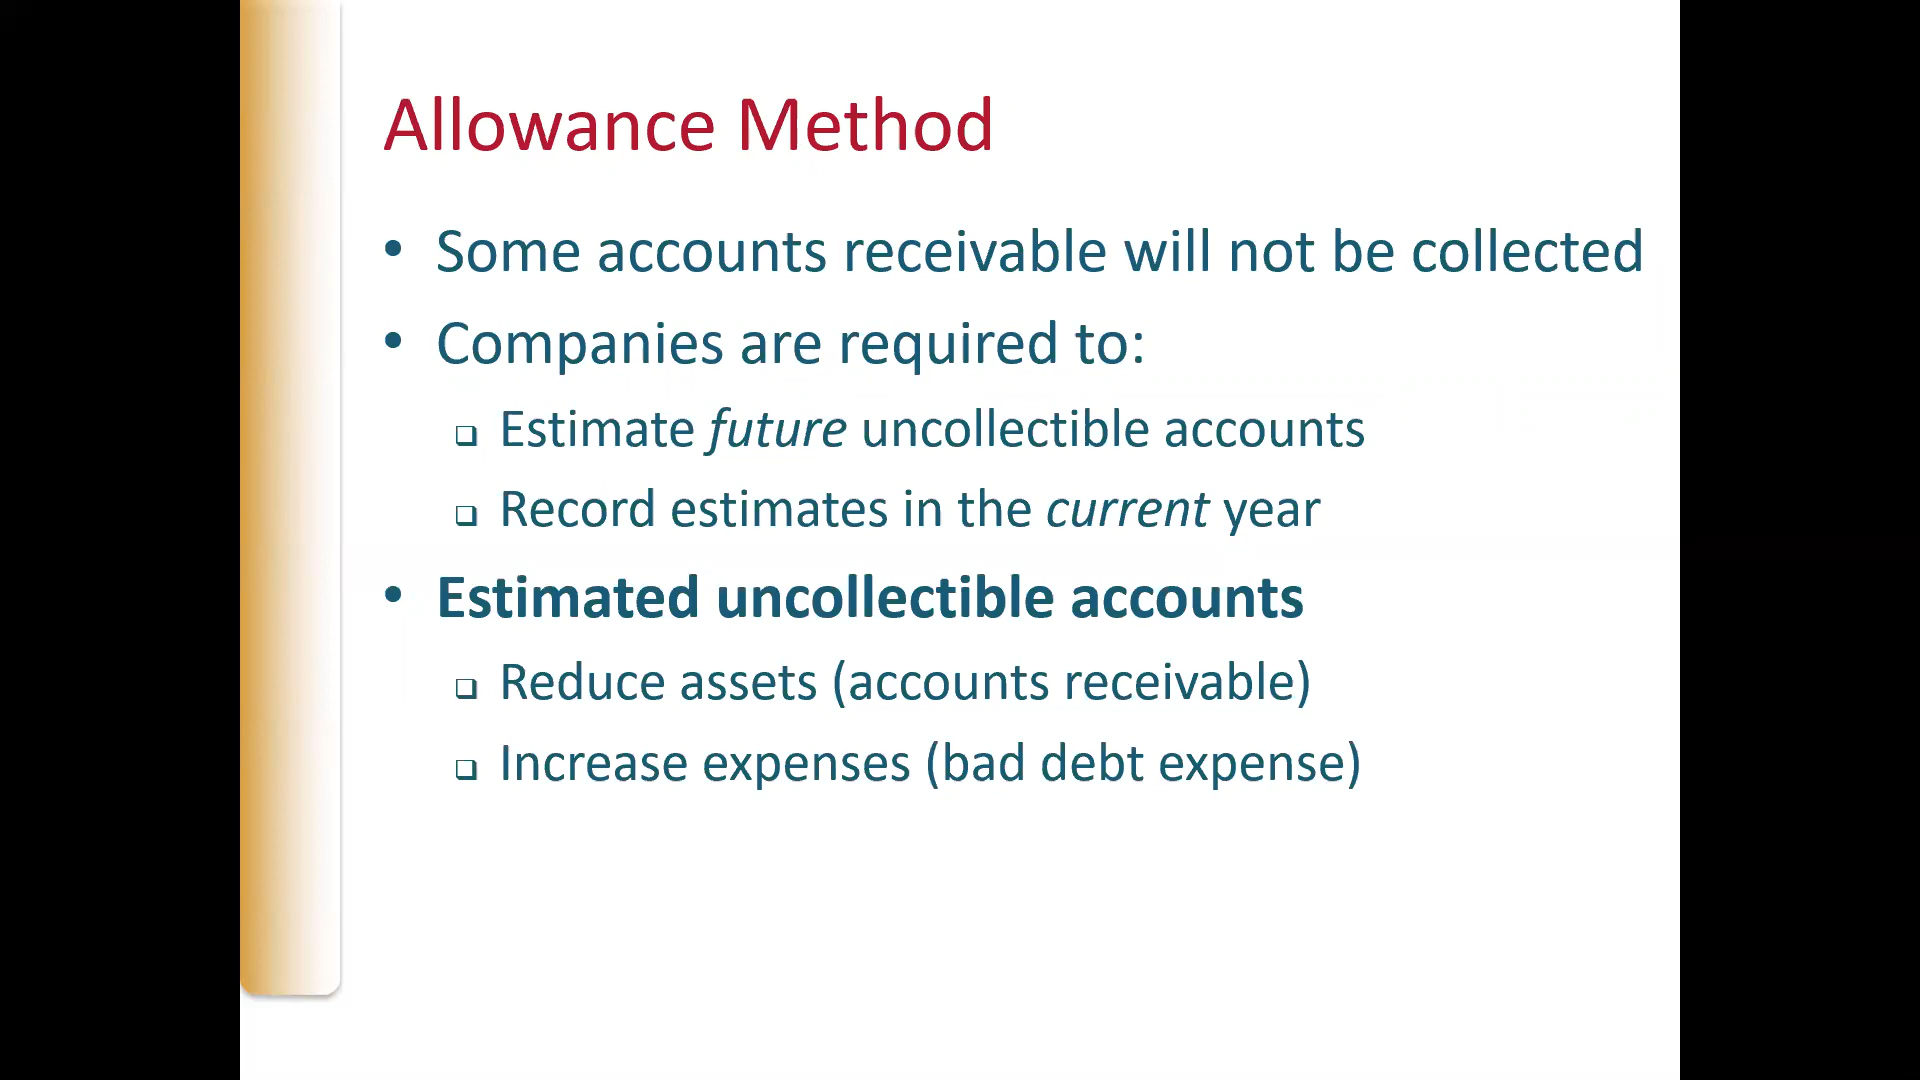 Allowance Method
• Some accounts receivable will not be collected
• Companies are required to:
❑ Estimate future uncollectible accounts
❑ Record estimates in the current year
• Estimated uncollectible accounts
❑ Reduce assets (accounts receivable)
❑ Increase expenses (bad debt expense)